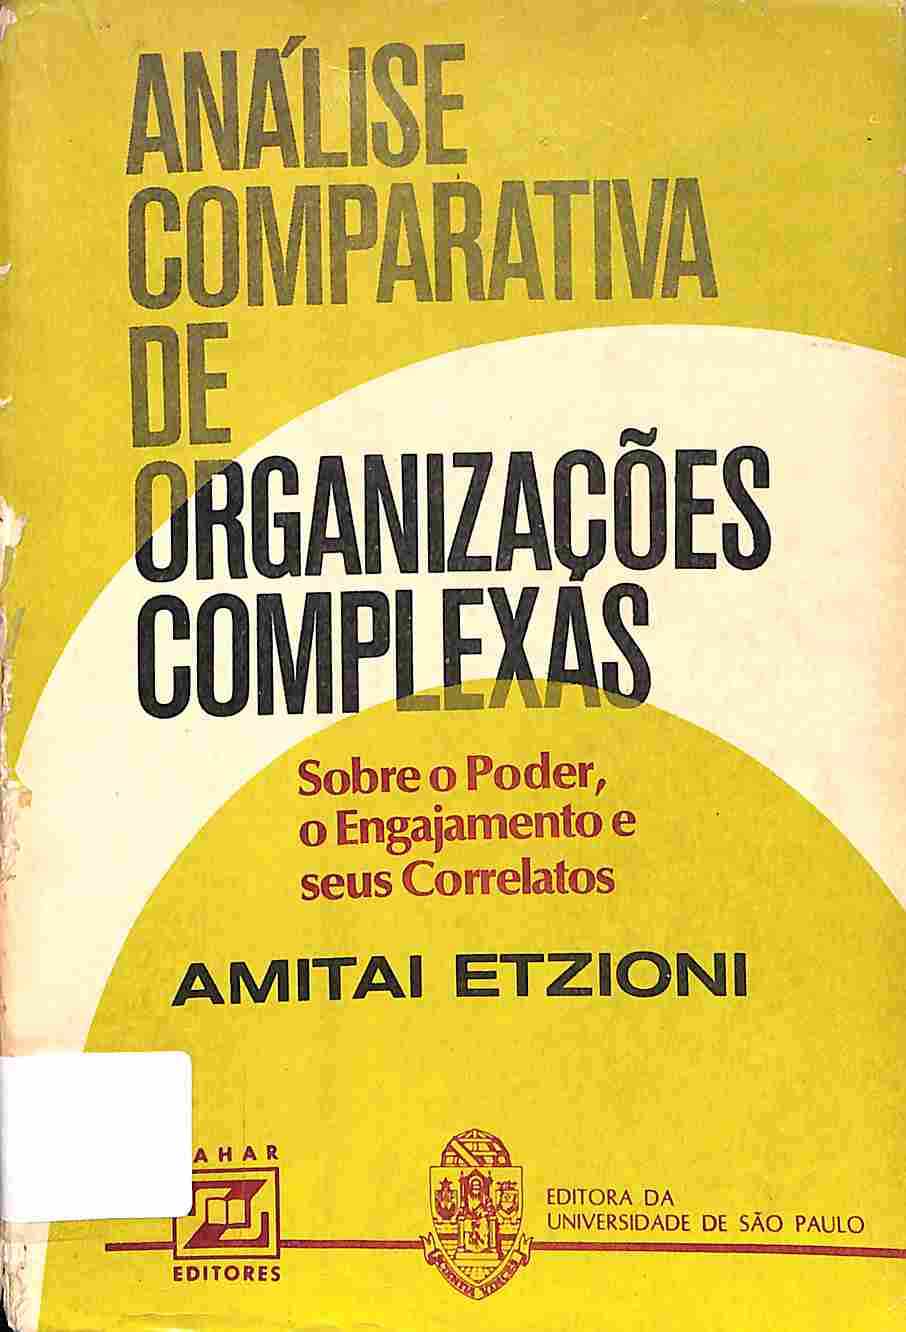 ANÁLISE
COMPARATIVA
DE
ORGANIZAÇÕES
COMPLEXAS
Sobre o Poder,
o Engajamento e
seus Correlatos
AMITAI ETZIONI
AHAR
EDITORES
EDITORA DA
UNIVERSIDADE DE SÃO PAULO